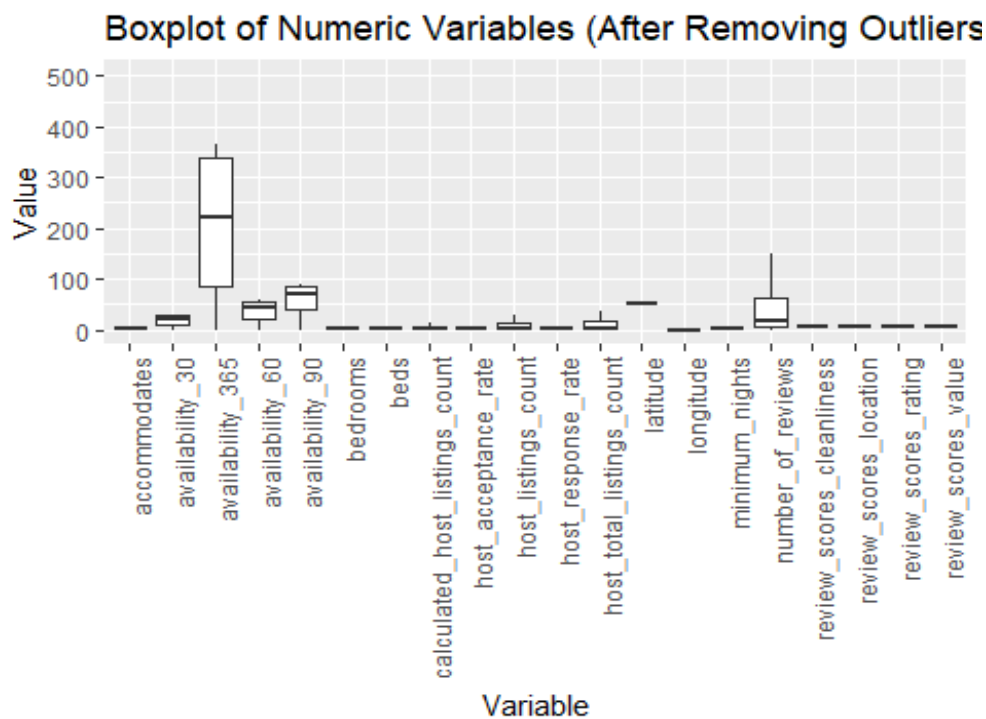 Boxplot of Numeric Variables (After Removing Outliers
Value
500
400
300
200
100
0
accommodates
availability_30
availability_365
availability_60
availability_90
bedrooms
beds
calculated_host_listings_count
host_acceptance_rate
host_listings_count
host_response_rate
host_total_listings_count
latitude
longitude
minimum_nights
number_of_reviews
review_scores_cleanliness
review_scores_location
review_scores_rating
review_scores_value
Variable